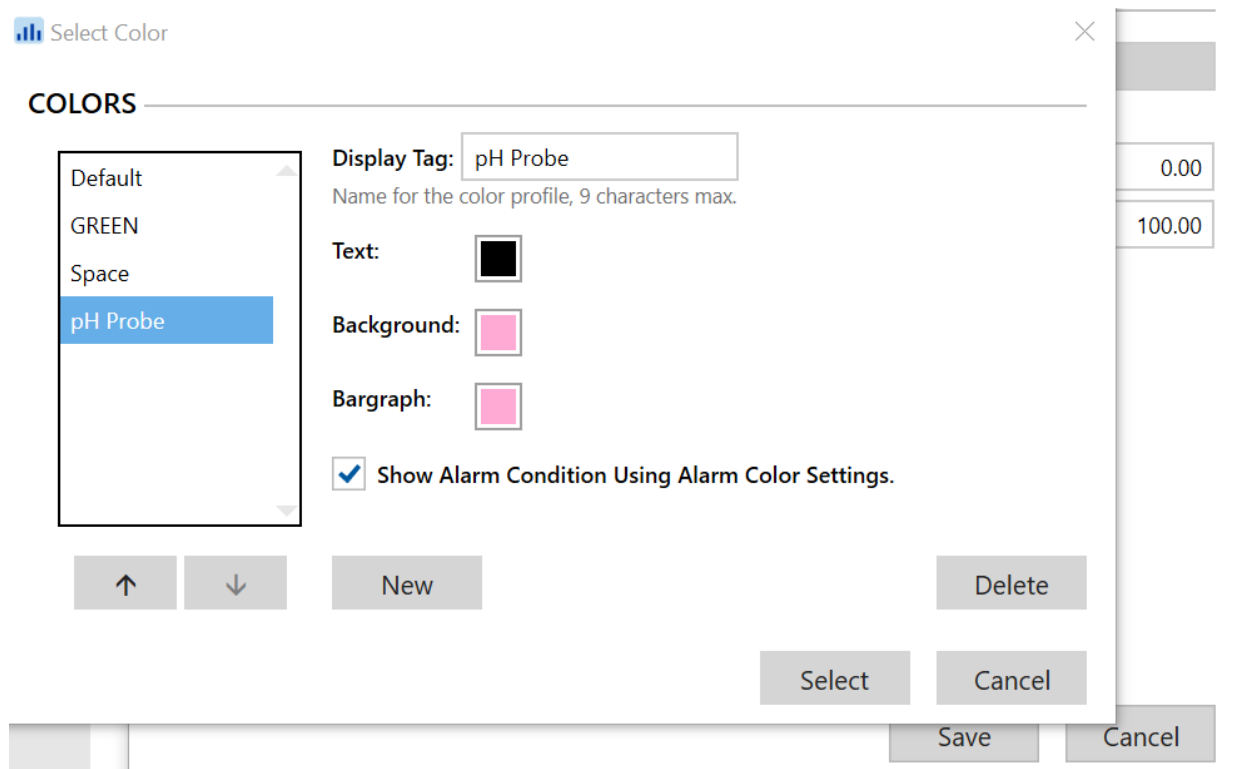 Select Color
COLORS
Default
GREEN
Space
pH Probe
Display Tag: pH Probe
Name for the color profile, 9 characters max.
Text:
Background:
Bargraph:
Show Alarm Condition Using Alarm Color Settings.
↑ ↓ New Delete
Select Cancel
0.00
100.00
Save Cancel